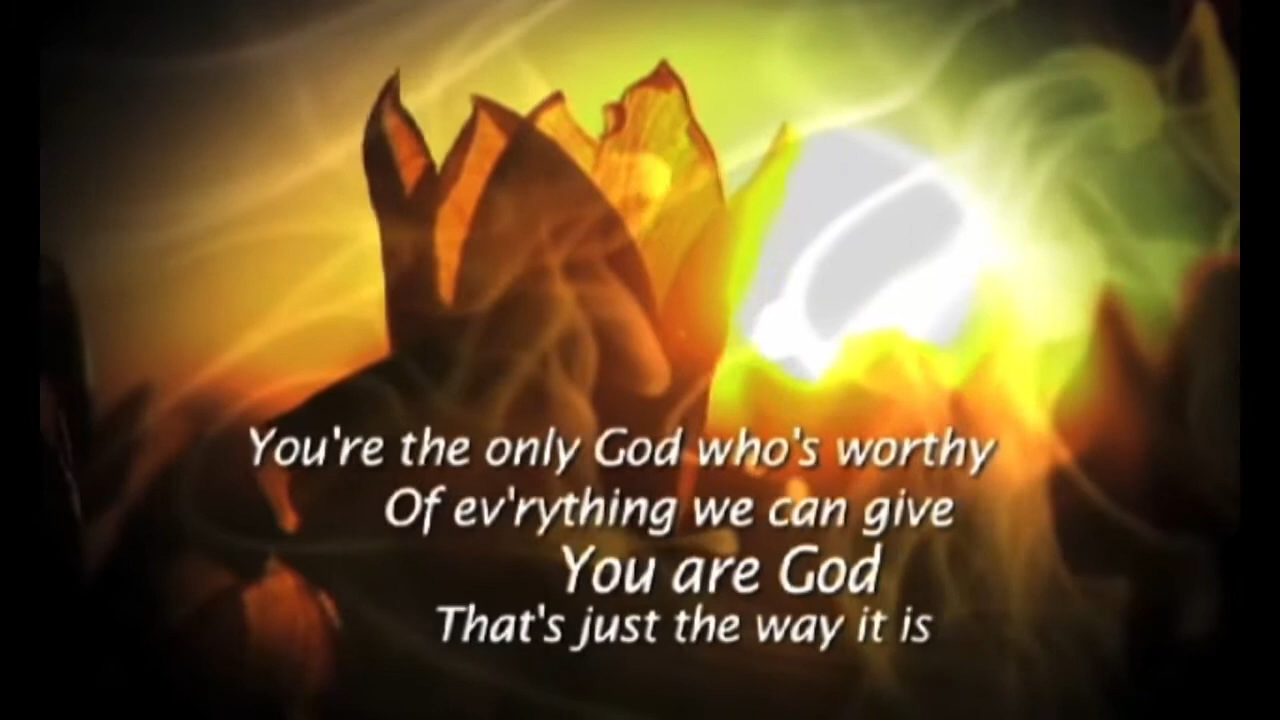 You're the only God who's worthy
Of ev'rything we can give
You are God
That's just the way it is